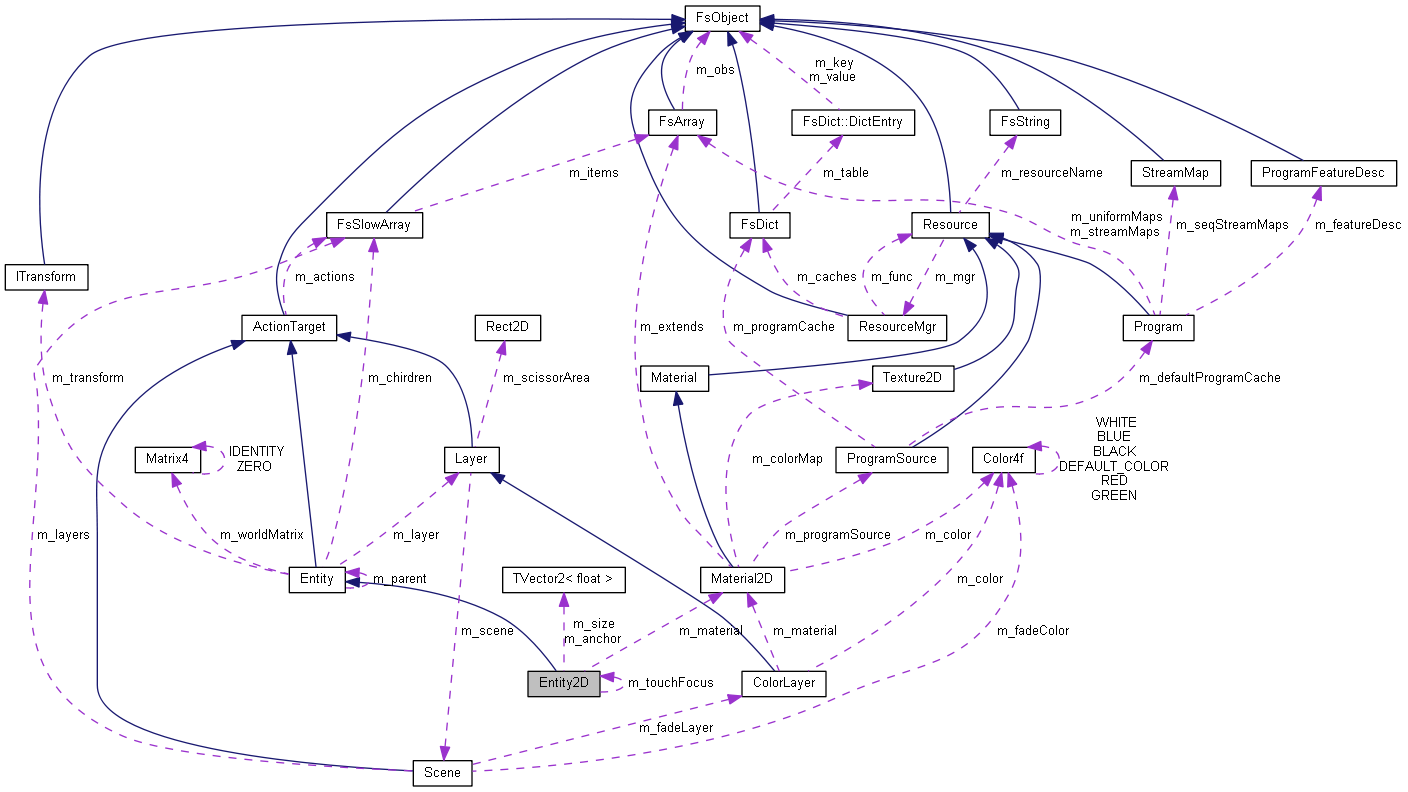 FsObject
m_key
m_value
m_obs
FsArray
FsDict::DictEntry
FsString
m_items
m_table
m_resourceName
StreamMap
ProgramFeatureDesc
FsSlowArray
FsDict
Resource
m_uniformMaps
m_streamMaps
m_seqStreamMaps
m_featureDesc
ITransform
m_actions
m_caches
m_func
m_mgr
ActionTarget
Rect2D
m_extends
m_programCache
ResourceMgr
Program
m_transform
m_chirdren
m_scissorArea
Material
Texture2D
m_defaultProgramCache
Matrix4
IDENTITY
ZERO
Layer
m_colorMap
ProgramSource
Color4f
WHITE
BLUE
BLACK
DEFAULT_COLOR
RED
GREEN
m_layers
m_worldMatrix
m_layer
m_programSource
m_color
Entity
m_parent
TVector2< float >
Material2D
m_color
m_scene
m_size
m_anchor
m_material
m_material
m_fadeColor
Entity2D
m_touchFocus
ColorLayer
m_fadeLayer
Scene